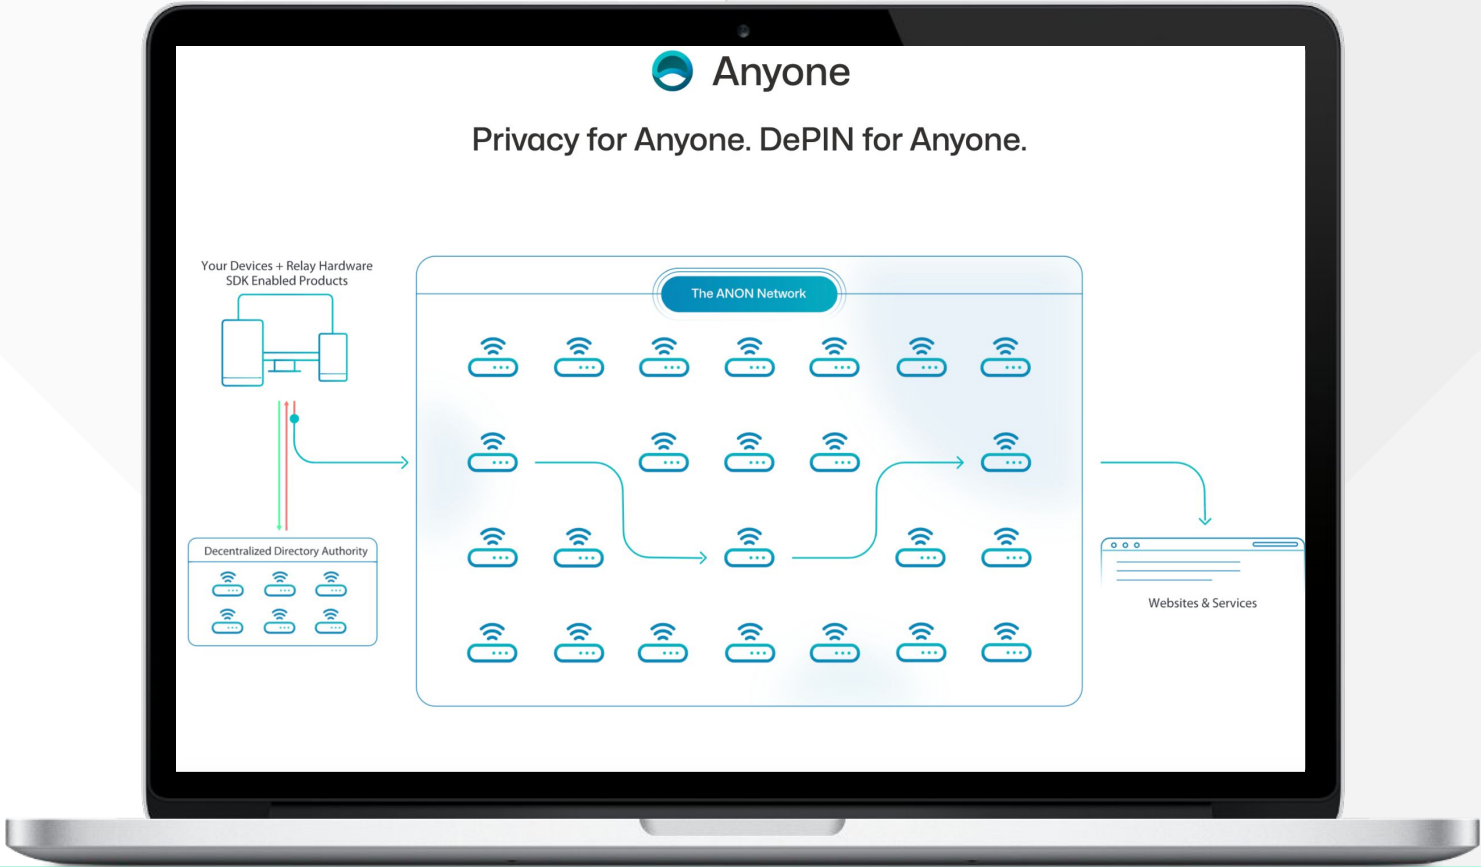 Anyone
Privacy for Anyone. DePIN for Anyone.
Your Devices + Relay Hardware
SDK Enabled Products
The ANON Network
Decentralized Directory Authority
Websites & Services